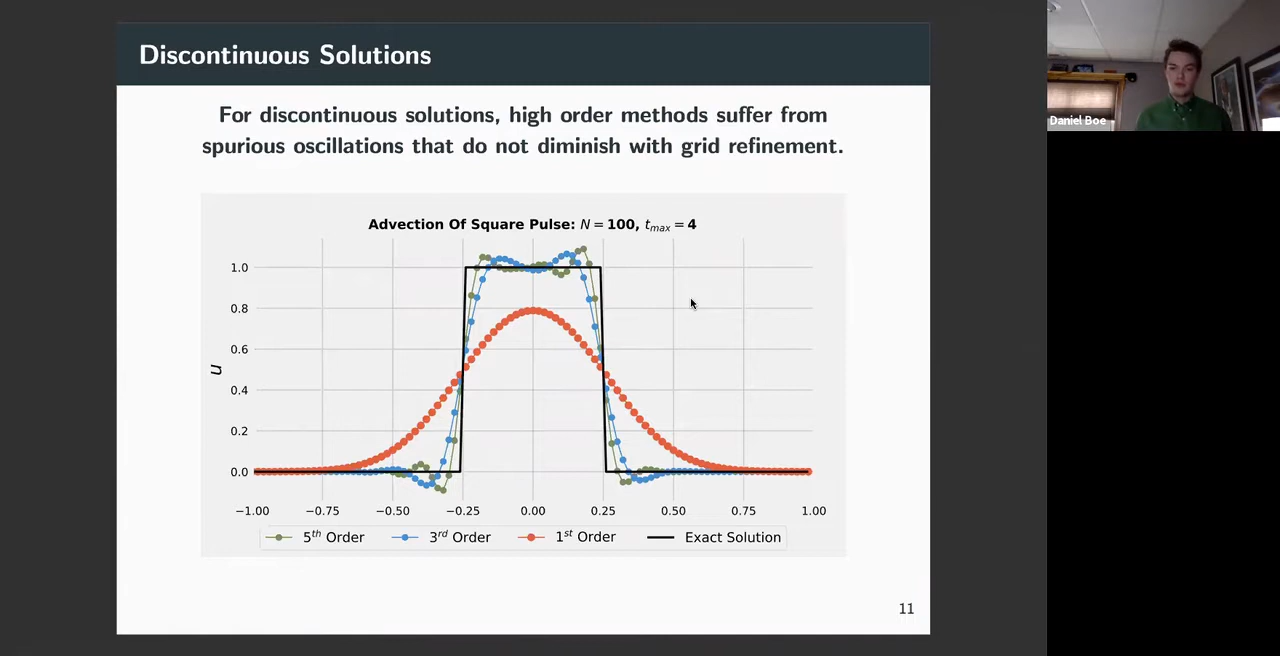 Discontinuous Solutions
For discontinuous solutions, high order methods suffer from
spurious oscillations that do not diminish with grid refinement.
Advection Of Square Pulse: N = 100, tmax = 4
1.0
0.8
0.6
0.4
0.2
0.0
u
−1.00 −0.75 −0.50 −0.25 0.00 0.25 0.50 0.75 1.00
5th Order 3rd Order 1st Order Exact Solution
11
Daniel Boe